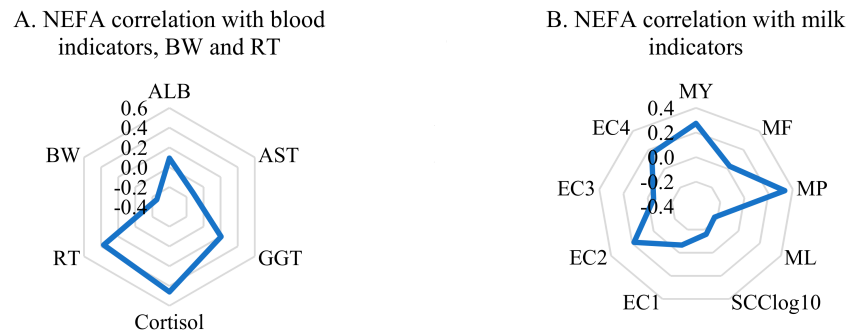 A. NEFA correlation with blood
indicators, BW and RT
ALB
0.6
0.4
0.2
0.0
-0.2
-0.4
BW
AST
RT
GGT
Cortisol
B. NEFA correlation with milk
indicators
MY
0.4
0.2
0.0
-0.2
-0.4
EC4
MF
EC3
MP
EC2
ML
EC1
SCClog10